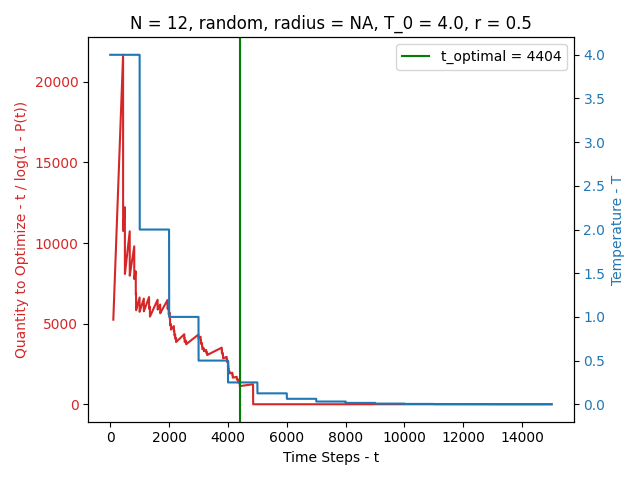 N = 12, random, radius = NA, T_0 = 4.0, r = 0.5
t_optimal = 4404
Quantity to Optimize - t / log(1 - P(t))
20000
15000
10000
5000
0
Temperature - T
4.0
3.5
3.0
2.5
2.0
1.5
1.0
0.5
0.0
0 2000 4000 6000 8000 10000 12000 14000
Time Steps - t